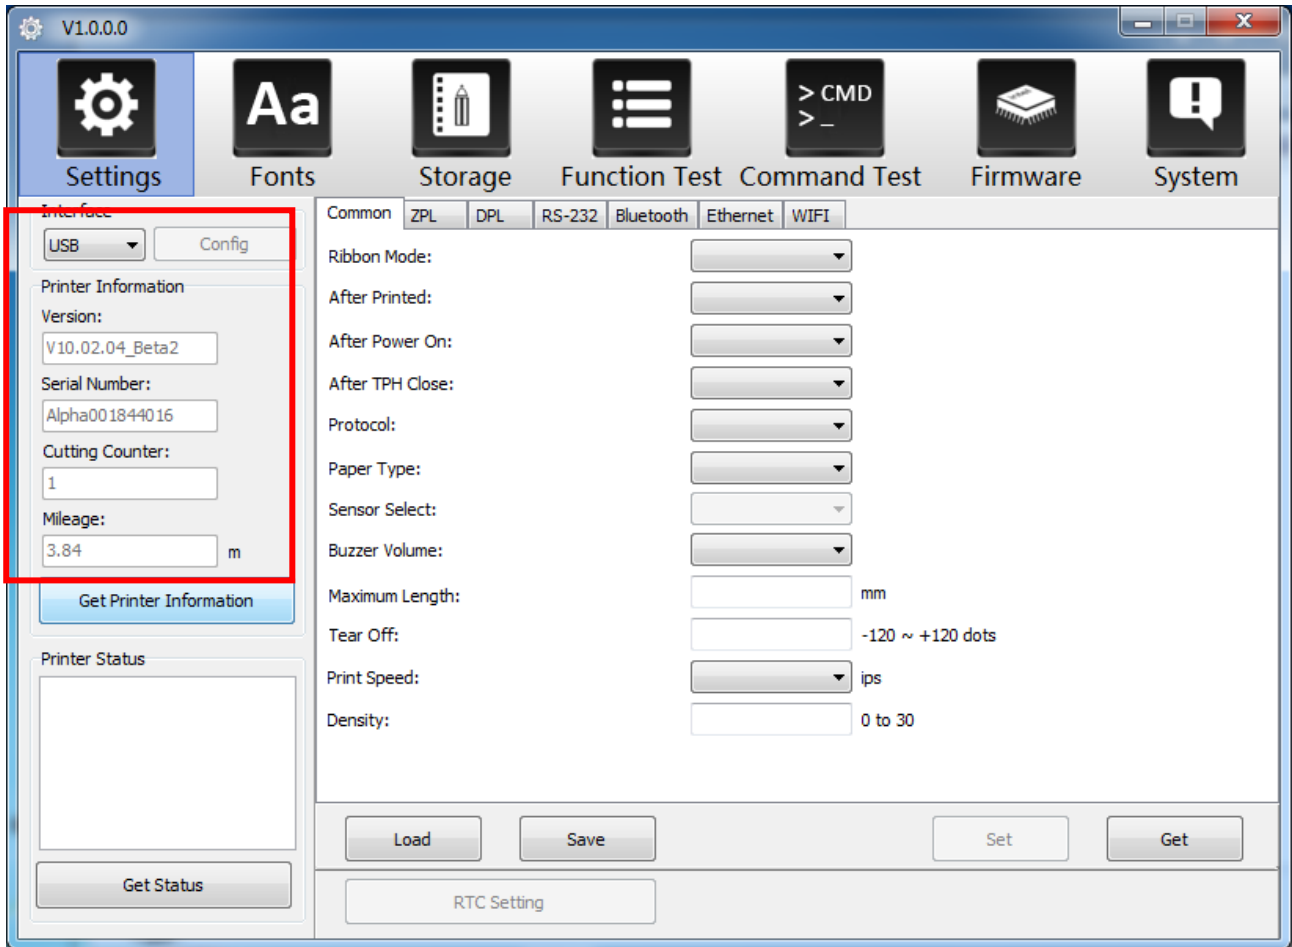 V1.0.0.0
Aa
> CMD
>_
Settings
Fonts
Storage
Function Test
Command Test
Firmware
System
Interface
USB
Config
Printer Information
Version:
V10.02.04_Beta2
Serial Number:
Alpha001844016
Cutting Counter:
1
Mileage:
3.84 m
Get Printer Information
Printer Status
Get Status
Common ZPL DPL RS-232 Bluetooth Ethernet WIFI
Ribbon Mode:
After Printed:
After Power On:
After TPH Close:
Protocol:
Paper Type:
Sensor Select:
Buzzer Volume:
Maximum Length: mm
Tear Off: -120 ~ +120 dots
Print Speed: ips
Density: 0 to 30
Load
Save
Set
Get
RTC Setting